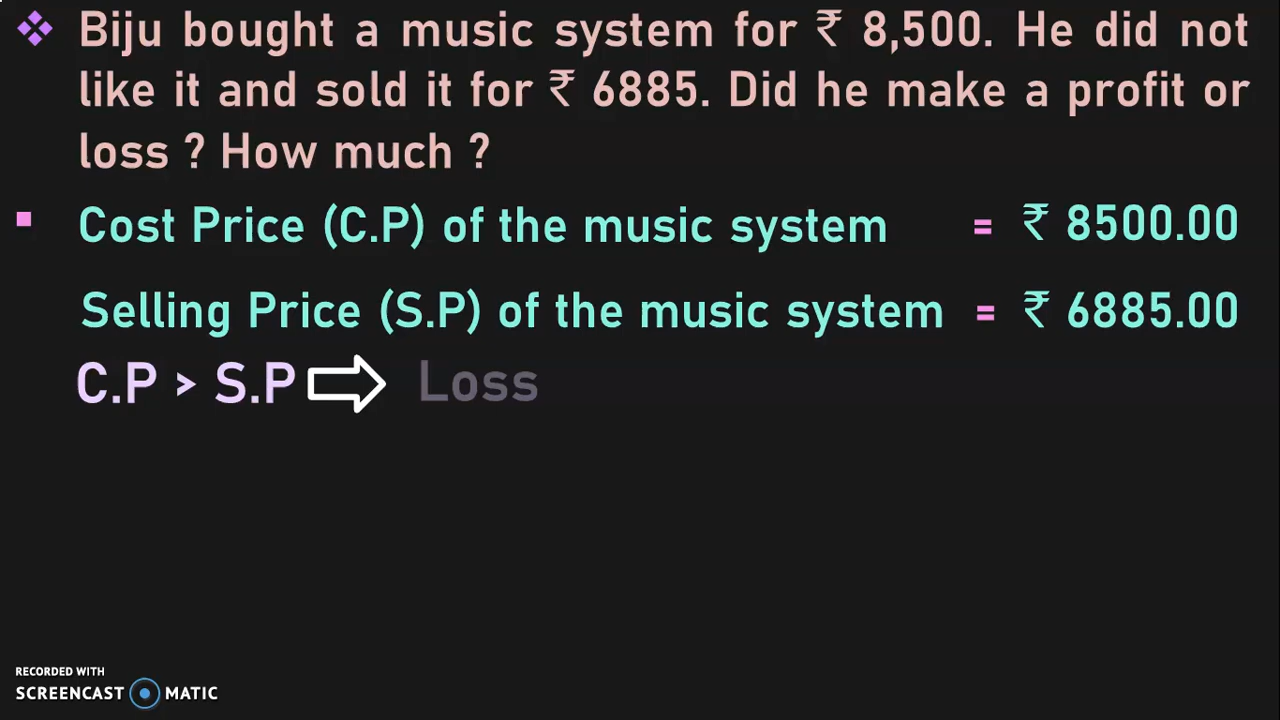 Biju bought a music system for ₹ 8,500. He did not
like it and sold it for ₹ 6885. Did he make a profit or
loss ? How much ?
Cost Price (C.P) of the music system = ₹ 8500.00
Selling Price (S.P) of the music system = ₹ 6885.00
C.P > S.P ⇨ Loss
RECORDED WITH
SCREENCAST MATIC